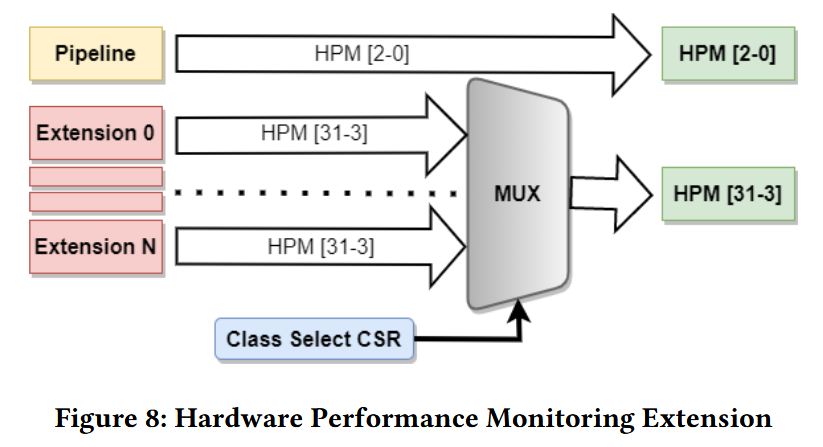 Pipeline
HPM [2-0]
HPM [2-0]
Extension 0
HPM [31-3]
MUX
HPM [31-3]
Extension N
HPM [31-3]
Class Select CSR
Figure 8: Hardware Performance Monitoring Extension